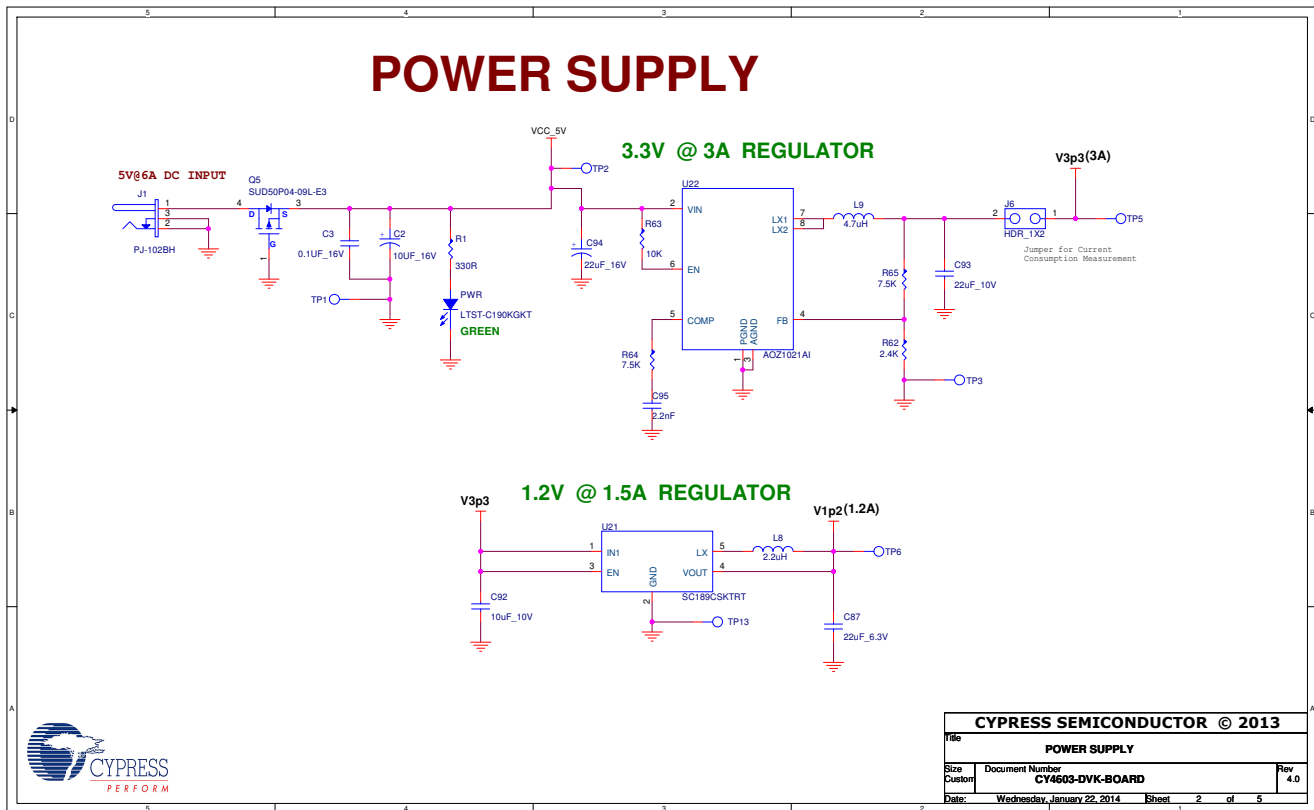 5 4 3 2 1
POWER SUPPLY
D D
VCC_5V
TP2
3.3V @ 3A REGULATOR
V3p3(3A)
5V@6A DC INPUT
J1
1
3
2
PJ-102BH
Q5
SUD50P04-09L-E3
4 3
D S
G
1
C3
0.1UF_16V
C2
10UF_16V
+
TP1
R1
330R
PWR
LTST-C190KGKT
GREEN
C94
22uF_16V
+
R63
10K
U22
2 VIN
6 EN
5 COMP
LX1 7
LX2 8
FB 4
PGND
AGND
1
3
AOZ1021AI
R64
7.5K
C95
2.2nF
L9
4.7uH
R65
7.5K
R62
2.4K
C93
22uF_10V
TP3
J6
2 1
HDR_1X2
TP5
Jumper for Current
Consumption Measurement
C C
1.2V @ 1.5A REGULATOR
V3p3
V1p2(1.2A)
B B
U21
1 IN1
3 EN
LX 5
VOUT 4
GND
2
SC189CSKTRT
L8
2.2uH
TP6
C92
10uF_10V
TP13
C87
22uF_6.3V
A A
CYPRESS
PERFORM
CYPRESS SEMICONDUCTOR © 2013
Title
POWER SUPPLY
Size Document Number Rev
Custom CY4603-DVK-BOARD 4.0
Date: Wednesday, January 22, 2014 Sheet 2 of 5
5 4 3 2 1